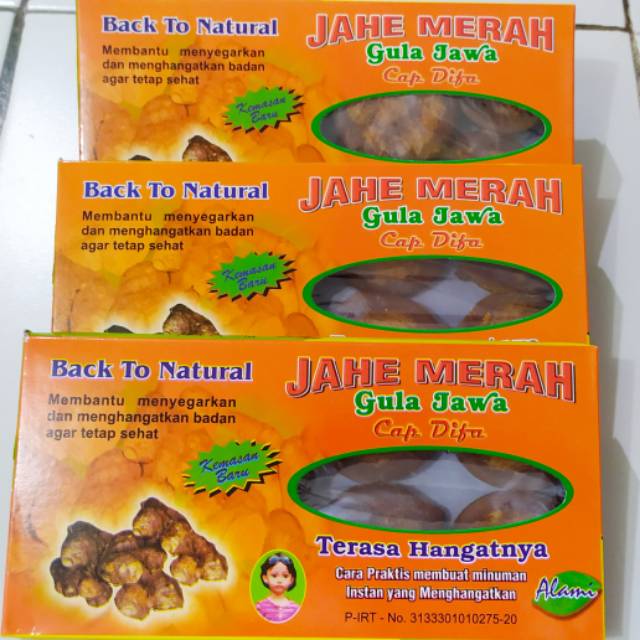 Back To Natural
Membantu menyegarkan
dan menghangatkan badan
agar tetap sehat
Kemasan
Baru
JAHE MERAH
Gula Jawa
Cap Difa
Back To Natural
Membantu menyegarkan
dan menghangatkan badan
agar tetap sehat
Kemasan
Baru
JAHE MERAH
Gula Jawa
Cap Difa
Back To Natural
Membantu menyegarkan
dan menghangatkan badan
agar tetap sehat
Kemasan
Baru
JAHE MERAH
Gula Jawa
Cap Difa
Terasa Hangatnya
Cara Praktis membuat minuman
Instan yang Menghangatkan
Alami
P-IRT - No. 3133301010275-20